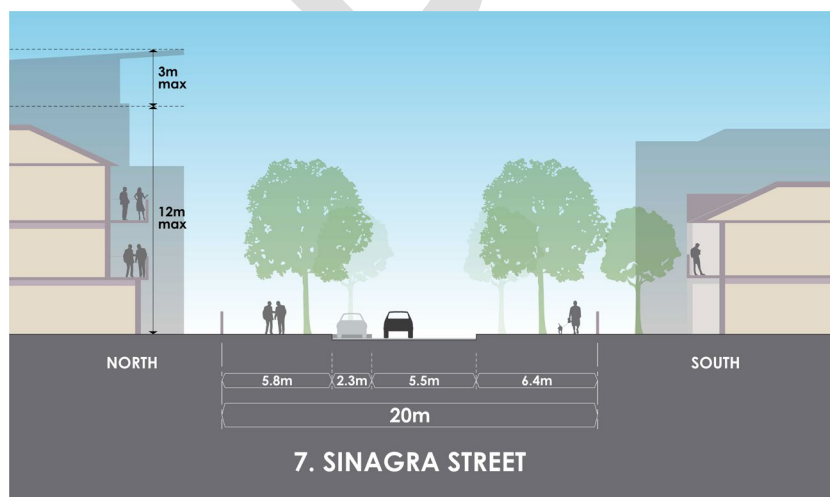 3m
max
12m
max
NORTH
SOUTH
5.8m
2.3m
5.5m
6.4m
20m
7. SINAGRA STREET